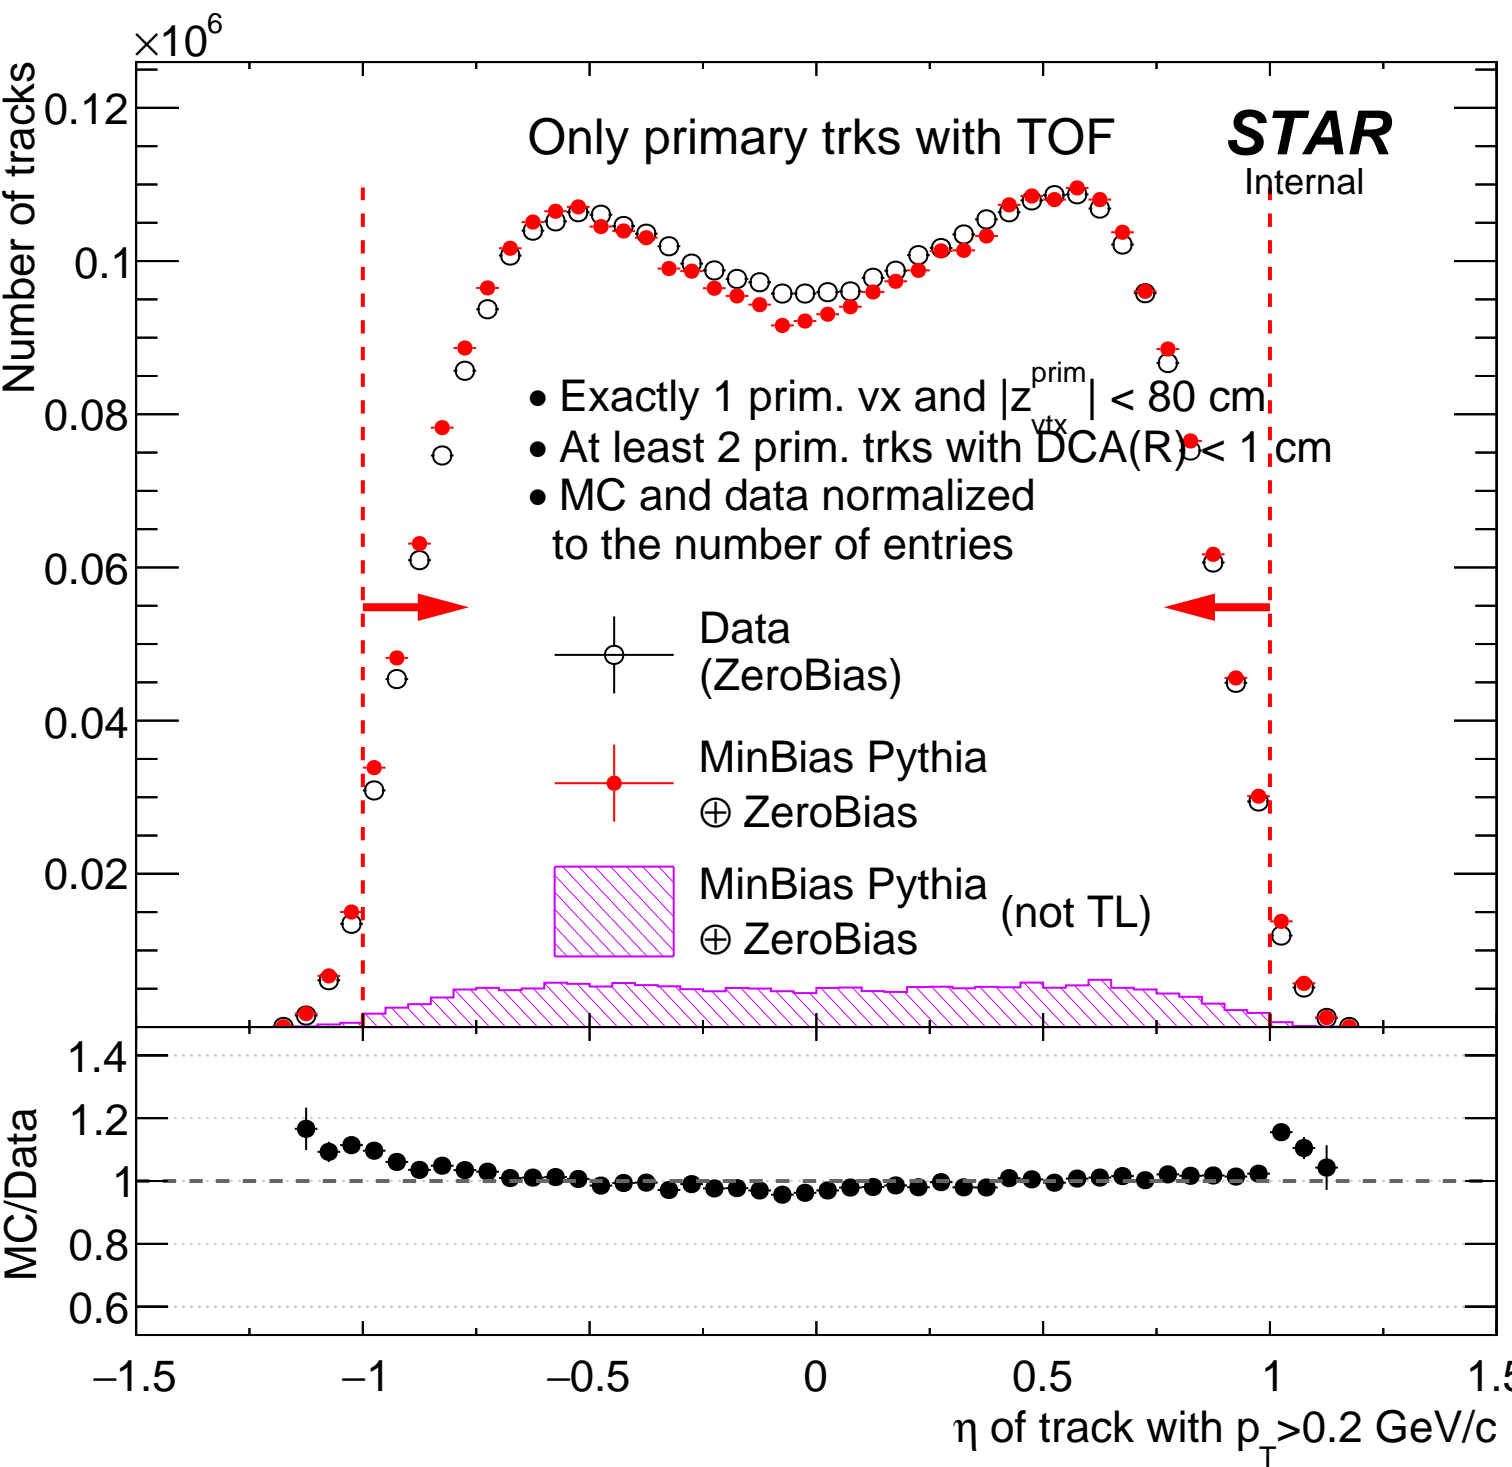 ×10⁶
Number of tracks
0.12
0.1
0.08
0.06
0.04
0.02
Only primary trks with TOF
STAR
Internal
• Exactly 1 prim. vx and |z_vtx^prim| < 80 cm
• At least 2 prim. trks with DCA(R) < 1 cm
• MC and data normalized
to the number of entries
Data
(ZeroBias)
MinBias Pythia
⊕ ZeroBias
MinBias Pythia
⊕ ZeroBias (not TL)
MC/Data
1.4
1.2
1
0.8
0.6
−1.5 −1 −0.5 0 0.5 1 1.5
η of track with p_T>0.2 GeV/c